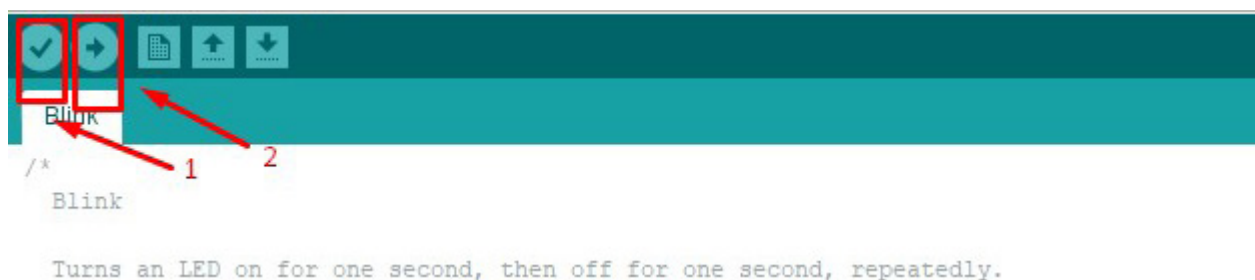 Blink
1
2
/*
Blink
Turns an LED on for one second, then off for one second, repeatedly.